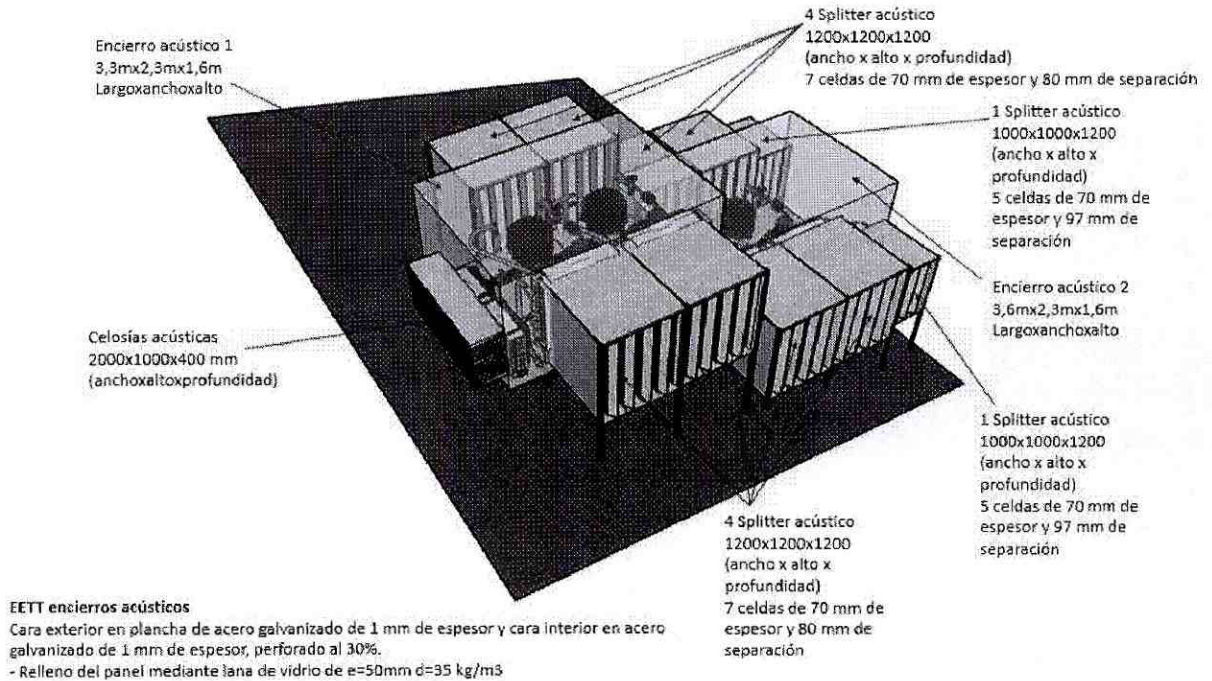 4 Splitter acústico
1200x1200x1200
(ancho x alto x profundidad)
7 celdas de 70 mm de espesor y 80 mm de separación
Encierro acústico 1
3,3mx2,3mx1,6m
Largoxanchoxalto
1 Splitter acústico
1000x1000x1200
(ancho x alto x
profundidad)
5 celdas de 70 mm de
espesor y 97 mm de
separación
Encierro acústico 2
3,6mx2,3mx1,6m
Largoxanchoxalto
Celosías acústicas
2000x1000x400 mm
(anchoxaltoxprofundidad)
1 Splitter acústico
1000x1000x1200
(ancho x alto x
profundidad)
5 celdas de 70 mm de
espesor y 97 mm de
separación
4 Splitter acústico
1200x1200x1200
(ancho x alto x
profundidad)
7 celdas de 70 mm de
espesor y 80 mm de
separación
EETT encierros acústicos
Cara exterior en plancha de acero galvanizado de 1 mm de espesor y cara interior en acero
galvanizado de 1 mm de espesor, perforado al 30%.
- Relleno del panel mediante lana de vidrio de e=50mm d=35 kg/m3